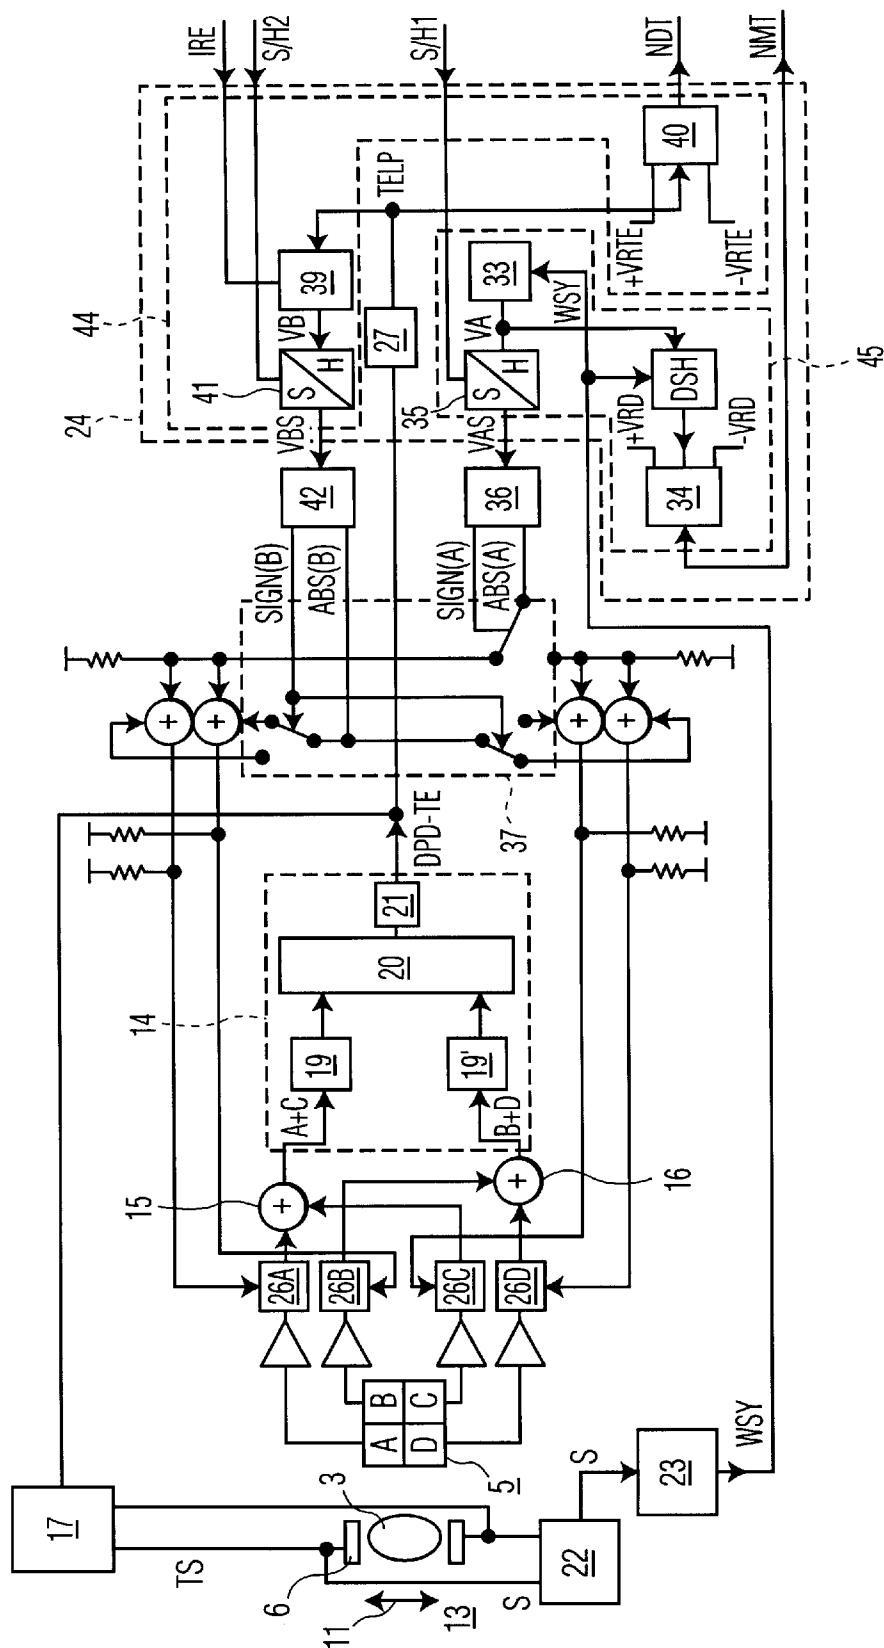 IRE
S/H2
S/H1
NDT
NMT
24
44
41
S
H
VBS
VB
39
27
TELP
40
+VRTE
-VRTE
35
S
H
VAS
VA
33
WSY
DSH
+VRD
-VRD
34
45
42
36
SIGN(B)
ABS(B)
SIGN(A)
ABS(A)
+
+
+
+
37
DPD-TE
14
21
20
19
19'
A+C
B+D
15
+
+
16
26A
26B
26C
26D
A
B
D
C
5
17
TS
3
6
11
13
S
22
S
23
WSY